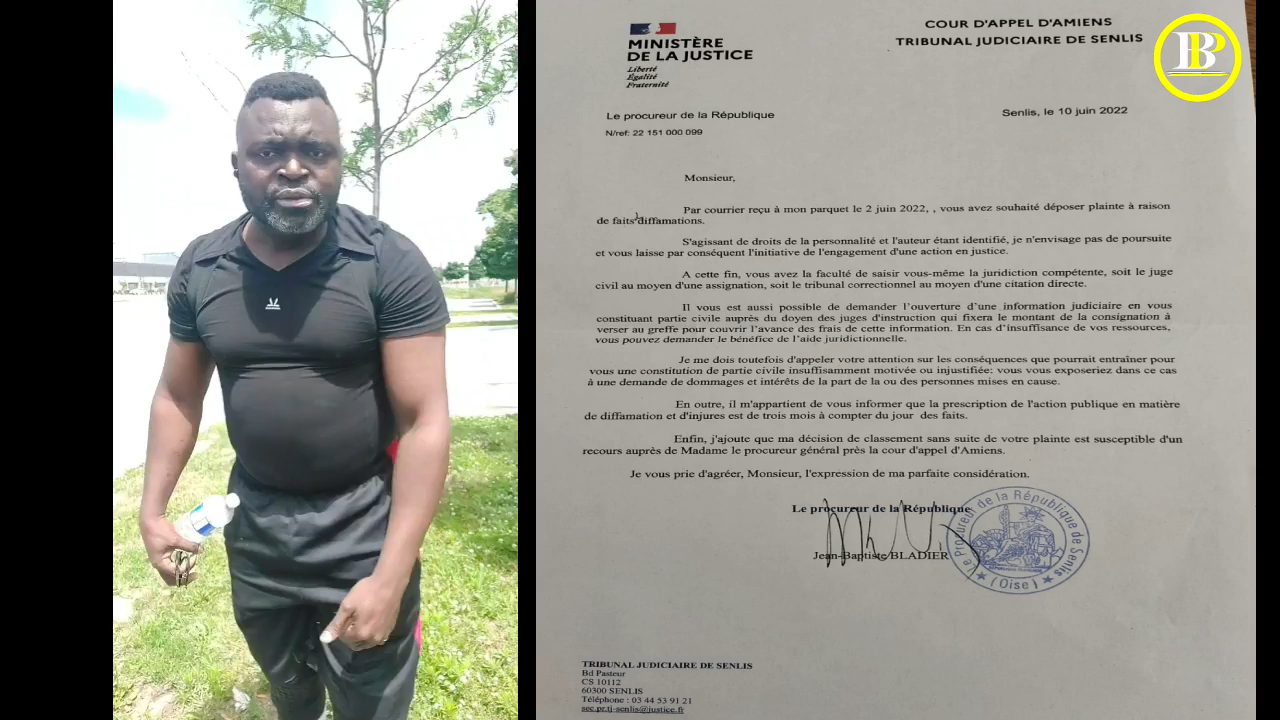 MINISTÈRE
DE LA JUSTICE
Liberté
Égalité
Fraternité
COUR D'APPEL D'AMIENS
TRIBUNAL JUDICIAIRE DE SENLIS
BP
Le procureur de la République
N/ref: 22 151 000 099
Senlis, le 10 juin 2022
Monsieur,
Par courrier reçu à mon parquet le 2 juin 2022, , vous avez souhaité déposer plainte à raison
de faits diffamations.
S'agissant de droits de la personnalité et l'auteur étant identifié, je n'envisage pas de poursuite
et vous laisse par conséquent l'initiative de l'engagement d'une action en justice.
A cette fin, vous avez la faculté de saisir vous-même la juridiction compétente, soit le juge
civil au moyen d'une assignation, soit le tribunal correctionnel au moyen d'une citation directe.
Il vous est aussi possible de demander l'ouverture d'une information judiciaire en vous
constituant partie civile auprès du doyen des juges d'instruction qui fixera le montant de la consignation à
verser au greffe pour couvrir l'avance des frais de cette information. En cas d'insuffisance de vos ressources,
vous pouvez demander le bénéfice de l'aide juridictionnelle.
Je me dois toutefois d'appeler votre attention sur les conséquences que pourrait entraîner pour
vous une constitution de partie civile insuffisamment motivée ou injustifiée: vous vous exposeriez dans ce cas
à une demande de dommages et intérêts de la part de la ou des personnes mises en cause.
En outre, il m'appartient de vous informer que la prescription de l'action publique en matière
de diffamation et d'injures est de trois mois à compter du jour des faits.
Enfin, j'ajoute que ma décision de classement sans suite de votre plainte est susceptible d'un
recours auprès de Madame le procureur général près la cour d'appel d'Amiens.
Je vous prie d'agréer, Monsieur, l'expression de ma parfaite considération.
Le procureur de la République
Jean-Baptiste BLADIER
Le Procureur de la République de Senlis
(Oise)
TRIBUNAL JUDICIAIRE DE SENLIS
Bd Pasteur
CS 10112
60300 SENLIS
Téléphone : 03 44 53 91 21
sec.pr.tj-senlis@justice.fr